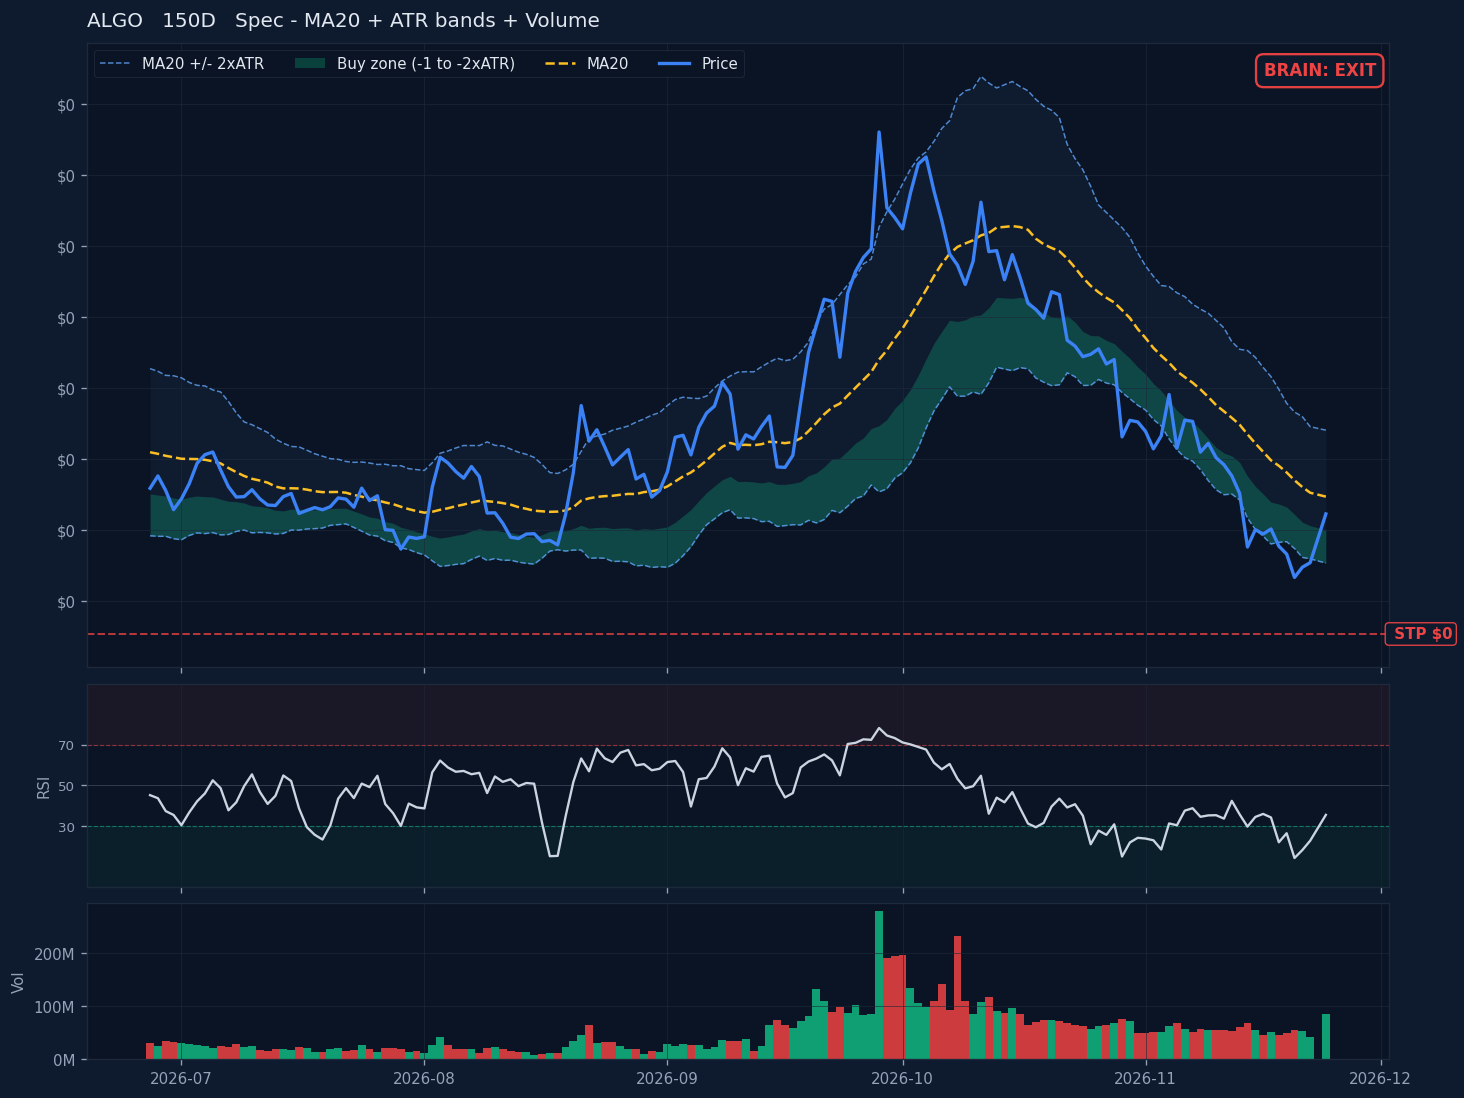 ALGO   150D   Spec - MA20 + ATR bands + Volume
MA20 +/- 2xATR   Buy zone (-1 to -2xATR)   MA20   Price
BRAIN: EXIT
$0
$0
$0
$0
$0
$0
$0
$0
STP $0
70
50
30
RSI
200M
100M
0M
Vol
2026-07   2026-08   2026-09   2026-10   2026-11   2026-12